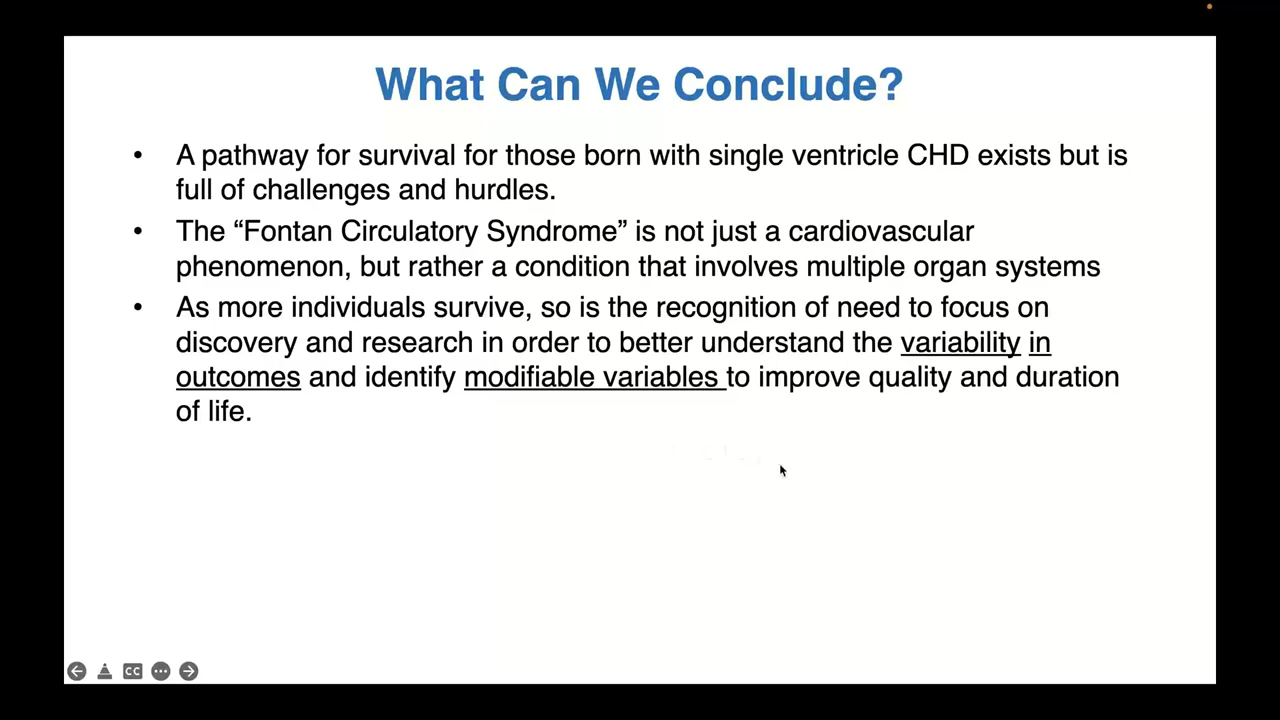 What Can We Conclude?
• A pathway for survival for those born with single ventricle CHD exists but is
full of challenges and hurdles.
• The “Fontan Circulatory Syndrome” is not just a cardiovascular
phenomenon, but rather a condition that involves multiple organ systems
• As more individuals survive, so is the recognition of need to focus on
discovery and research in order to better understand the variability in
outcomes and identify modifiable variables to improve quality and duration
of life.
CC